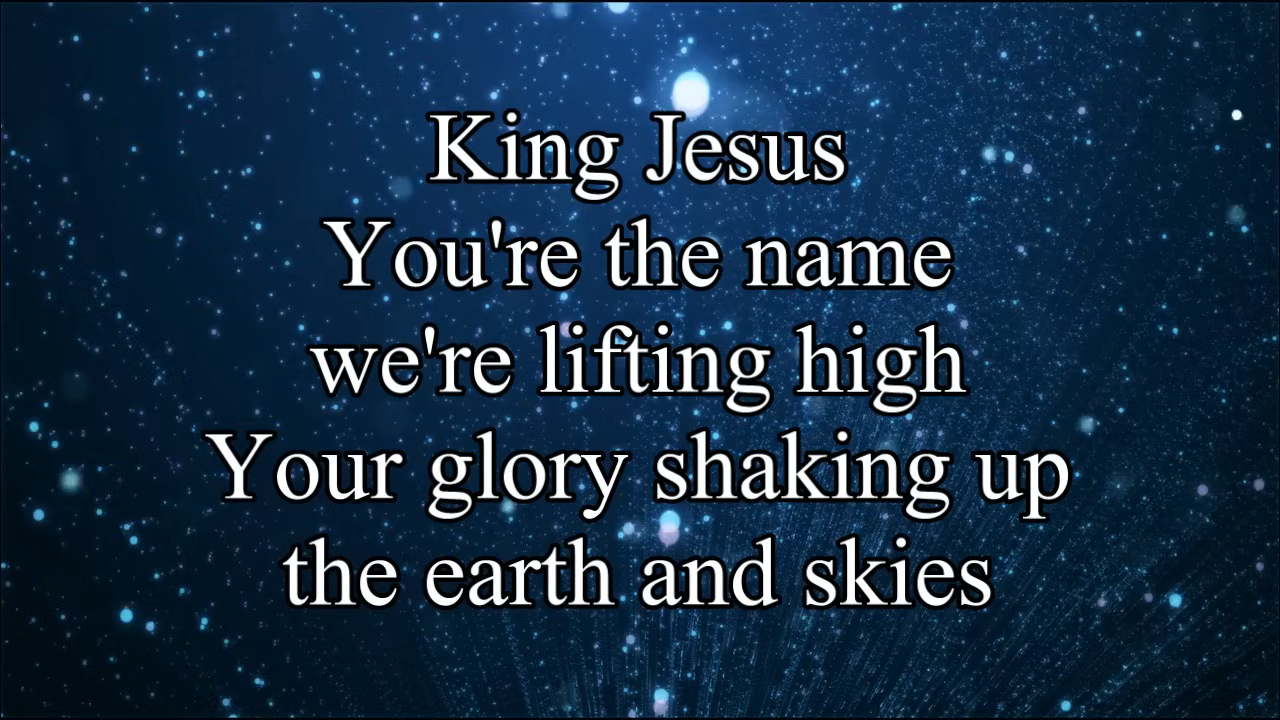 King Jesus
You're the name
we're lifting high
Your glory shaking up
the earth and skies